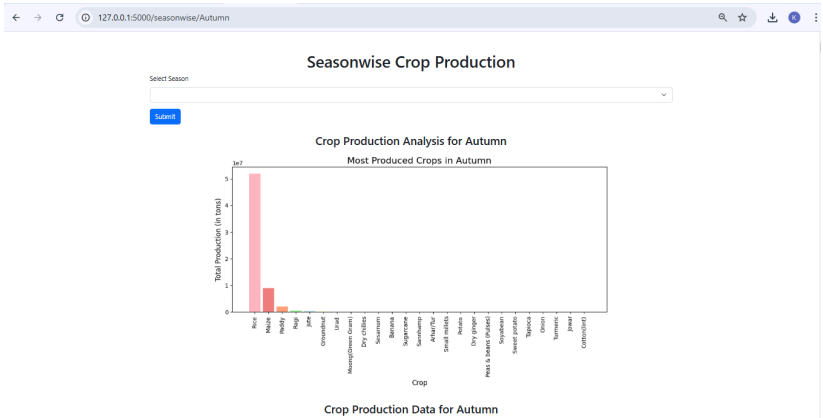 127.0.0.1:5000/seasonwise/Autumn
K
Seasonwise Crop Production
Select Season
Submit
Crop Production Analysis for Autumn
Most Produced Crops in Autumn
1e7
5
4
3
2
1
0
Total Production (in tons)
Rice
Maize
Paddy
Ragi
Jute
Groundnut
Urad
Moong(Green Gram)
Dry chillies
Sesamum
Banana
Sugarcane
Sannhamp
Arhar/Tur
Small millets
Potato
Dry ginger
Peas & beans (Pulses)
Soyabean
Sweet potato
Tapioca
Onion
Turmeric
Jowar
Cotton(lint)
Crop
Crop Production Data for Autumn